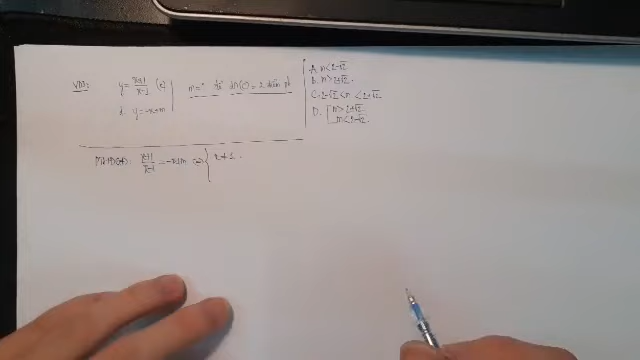 VD3: y = x+1/x-1 (C) m=? để d∩(C) = 2 điểm pb
d: y = -x+m
A. m < 2-√2
B. m > 2+√2.
C. 2-√2 < m < 2+√2
D. [ m > 2+√2
m < 2-√2.
PTHĐGĐ: x+1/x-1 = -x+m ⇔ { x ≠ 1.